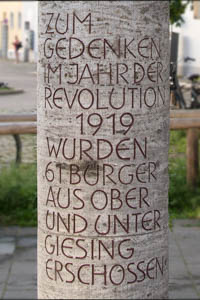 ZUM
GEDENKEN
IM JAHR DER
REVOLUTION
1919
WURDEN
61 BÜRGER
AUS OBER
UND UNTER
GIESING
ERSCHOSSEN